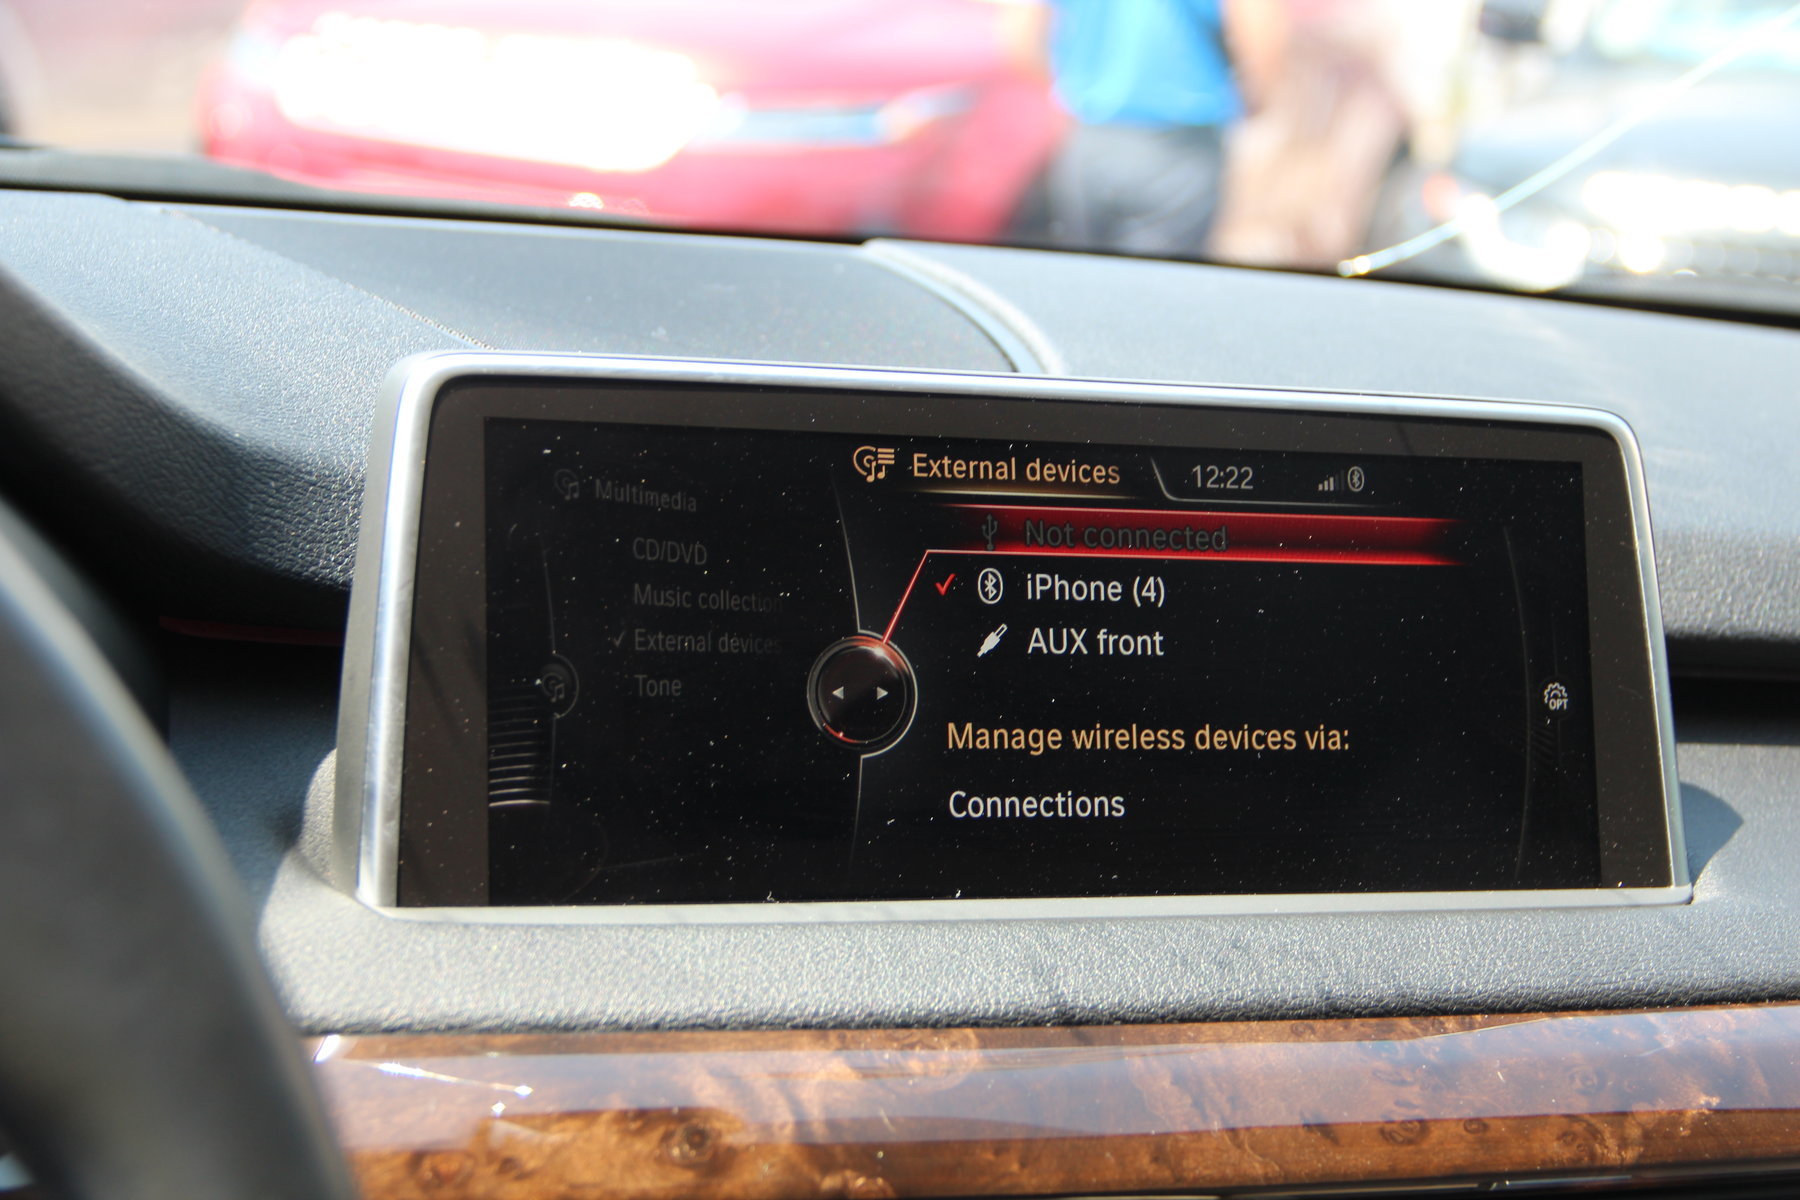 Multimedia
CD/DVD
Music collection
External devices
Tone
External devices
12:22
Not connected
iPhone (4)
AUX front
Manage wireless devices via:
Connections
OPT